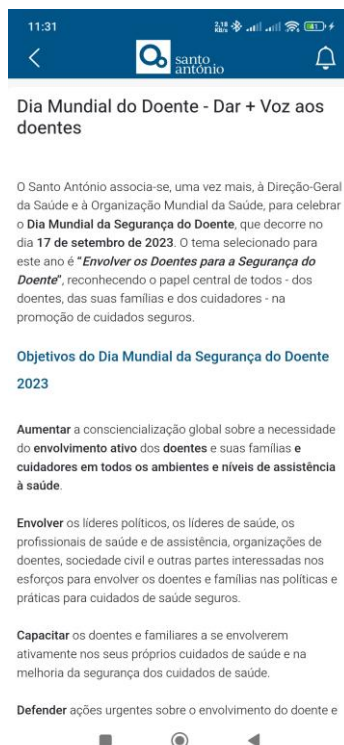 11:31
2,18 KB/s
santo
antónio
Dia Mundial do Doente - Dar + Voz aos
doentes
O Santo António associa-se, uma vez mais, à Direção-Geral
da Saúde e à Organização Mundial da Saúde, para celebrar
o Dia Mundial da Segurança do Doente, que decorre no
dia 17 de setembro de 2023. O tema selecionado para
este ano é “Envolver os Doentes para a Segurança do
Doente”, reconhecendo o papel central de todos - dos
doentes, das suas famílias e dos cuidadores - na
promoção de cuidados seguros.
Objetivos do Dia Mundial da Segurança do Doente
2023
Aumentar a consciencialização global sobre a necessidade
do envolvimento ativo dos doentes e suas famílias e
cuidadores em todos os ambientes e níveis de assistência
à saúde.
Envolver os líderes políticos, os líderes de saúde, os
profissionais de saúde e de assistência, organizações de
doentes, sociedade civil e outras partes interessadas nos
esforços para envolver os doentes e famílias nas políticas e
práticas para cuidados de saúde seguros.
Capacitar os doentes e familiares a se envolverem
ativamente nos seus próprios cuidados de saúde e na
melhoria da segurança dos cuidados de saúde.
Defender ações urgentes sobre o envolvimento do doente e